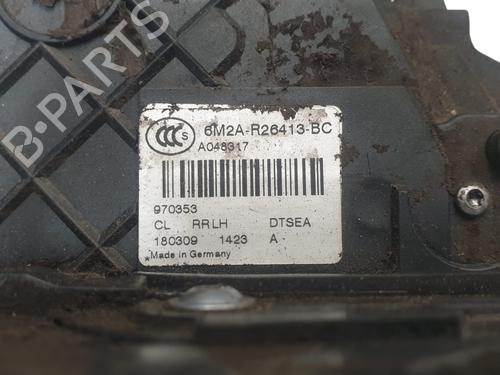 CCC S
6M2A-R26413-BC
A046317
970353
CL RRLH DTSEA
180309 1423 A
Made in Germany
B-PARTS